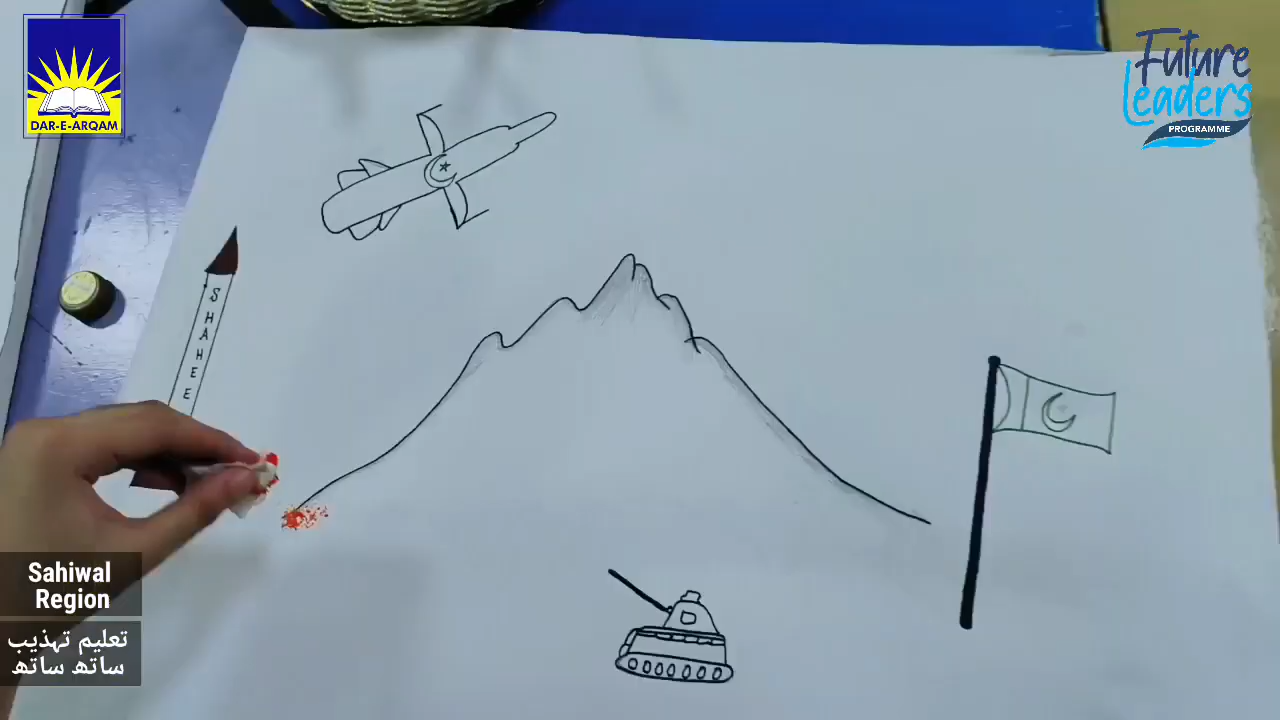 DAR-E-ARQAM
Future
Leaders
PROGRAMME
SHAHEE
Sahiwal
Region
تعلیم تہذیب
ساتھ ساتھ